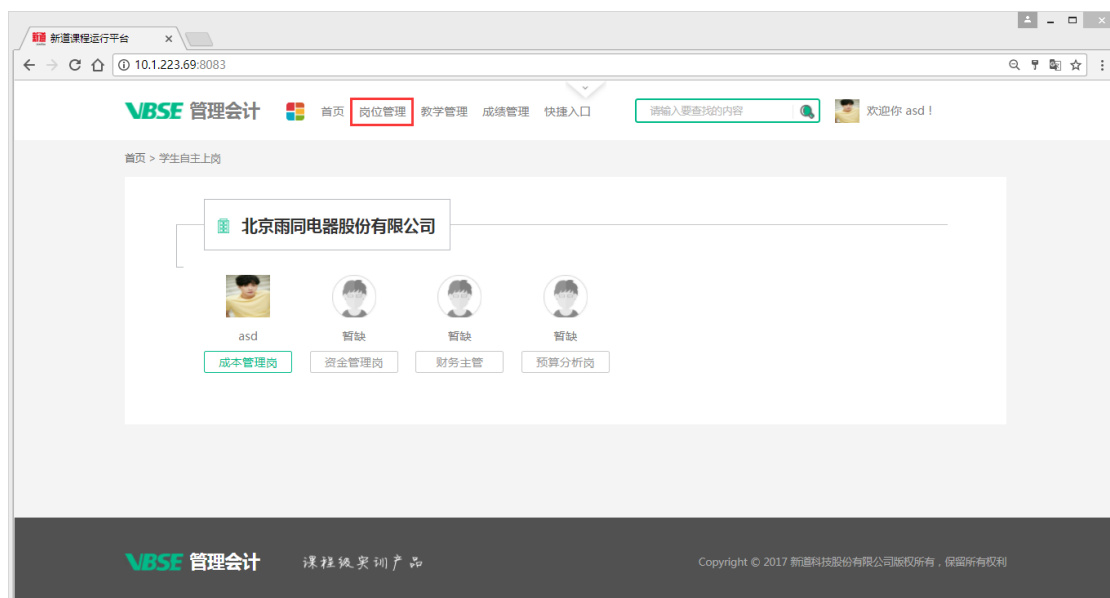 新道课程运行平台
10.1.223.69:8083
VBSE 管理会计 首页 岗位管理 教学管理 成绩管理 快捷入口 请输入要查找的内容 欢迎你 asd !
首页 > 学生自主上岗
北京雨同电器股份有限公司
asd 暂缺 暂缺 暂缺
成本管理岗 资金管理岗 财务主管 预算分析岗
VBSE 管理会计 课程级实训产品 Copyright © 2017 新道科技股份有限公司版权所有，保留所有权利